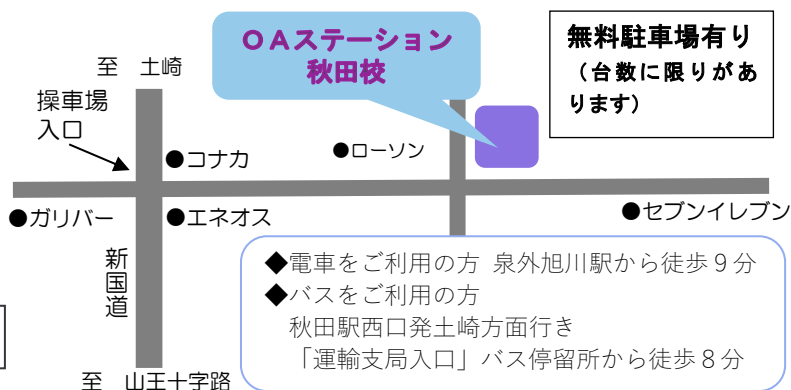 OAステーション
秋田校
無料駐車場有り
（台数に限りがあ
ります）
至 土崎
操車場
入口
●コナカ
●ローソン
●ガリバー
●エネオス
●セブンイレブン
新国道
◆電車をご利用の方 泉外旭川駅から徒歩９分
◆バスをご利用の方
秋田駅西口発土崎方面行き
「運輸支局入口」バス停留所から徒歩８分
至 山王十字路